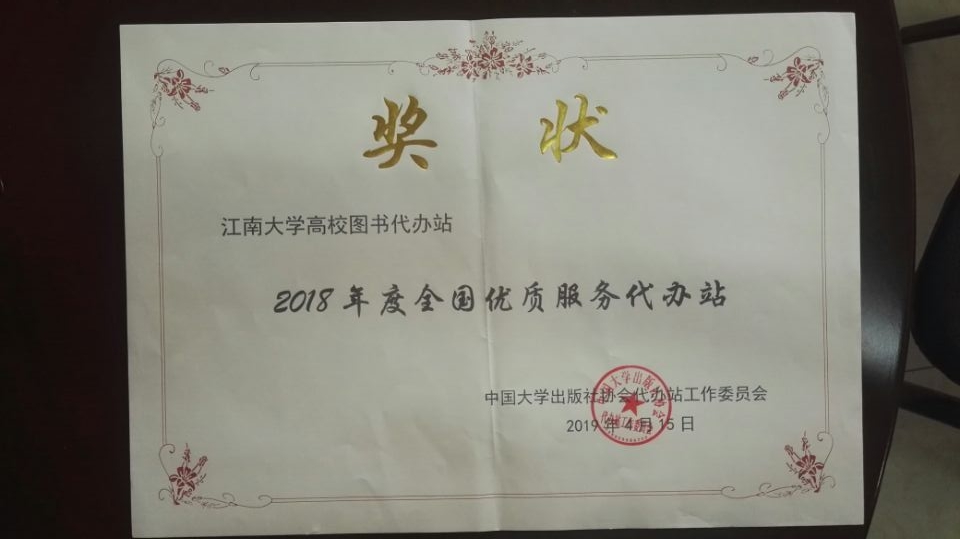 奖状
江南大学高校图书代办站
2018年度全国优质服务代办站
中国大学出版社协会代办站工作委员会
2019年4月15日